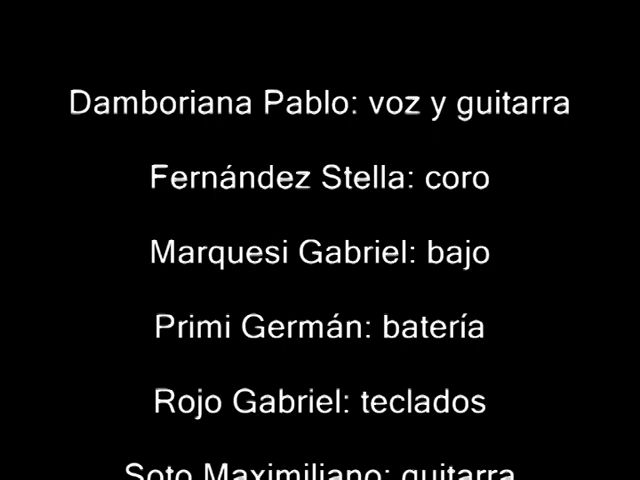 Damboriana Pablo: voz y guitarra
Fernández Stella: coro
Marquesi Gabriel: bajo
Primi Germán: batería
Rojo Gabriel: teclados
Soto Maximiliano: guitarra